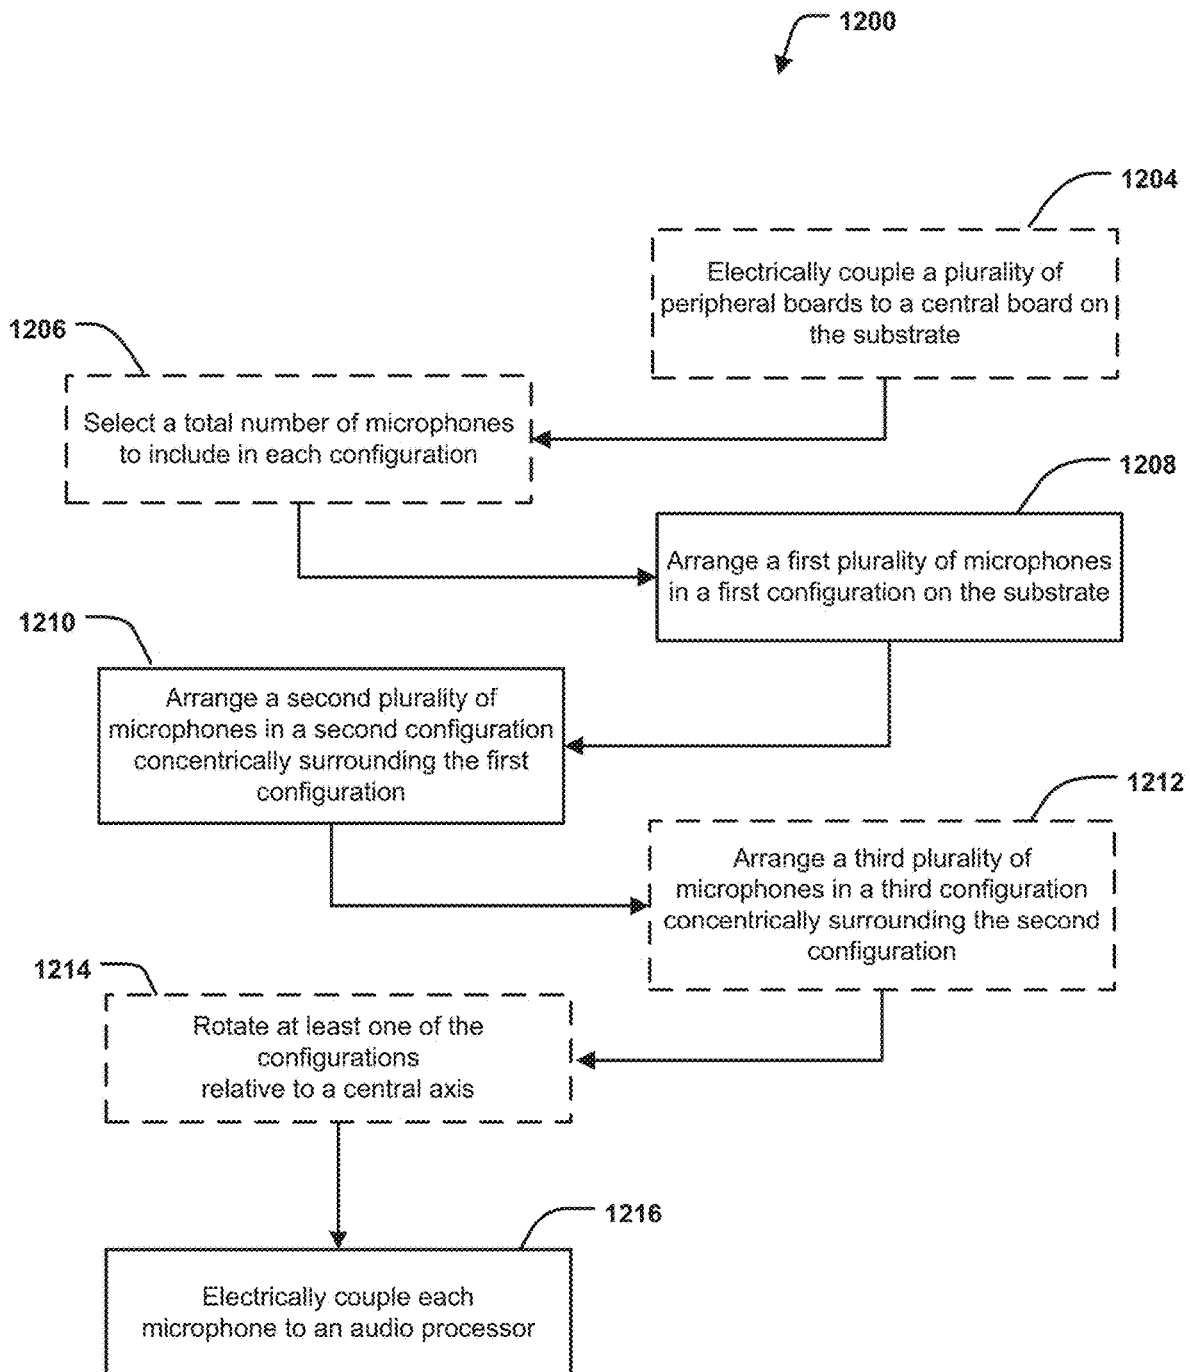 1200
1204
Electrically couple a plurality of
peripheral boards to a central board on
the substrate
1206
Select a total number of microphones
to include in each configuration
1208
Arrange a first plurality of microphones
in a first configuration on the substrate
1210
Arrange a second plurality of
microphones in a second configuration
concentrically surrounding the first
configuration
1212
Arrange a third plurality of
microphones in a third configuration
concentrically surrounding the second
configuration
1214
Rotate at least one of the
configurations
relative to a central axis
1216
Electrically couple each
microphone to an audio processor